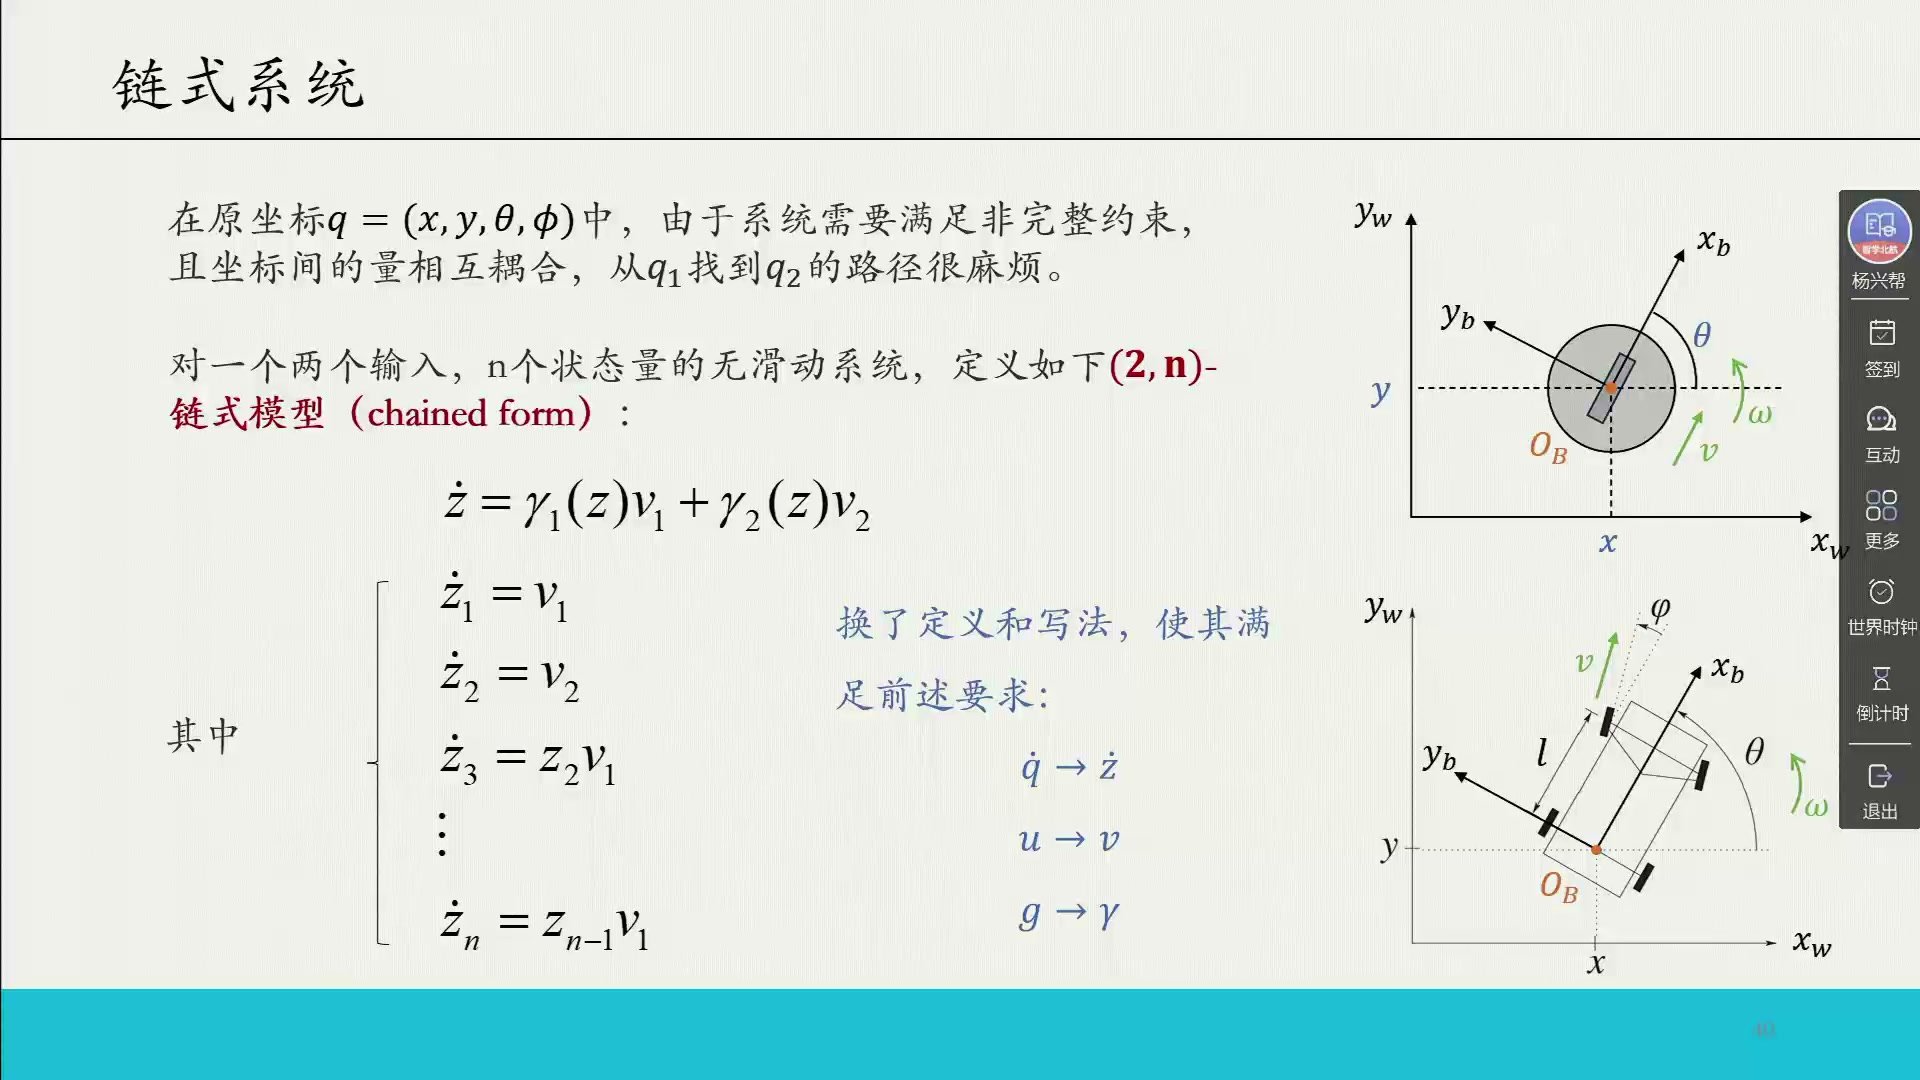 链式系统
在原坐标q = (x, y, θ, ϕ)中，由于系统需要满足非完整约束，
且坐标间的量相互耦合，从q₁找到q₂的路径很麻烦。
对一个两个输入，n个状态量的无滑动系统，定义如下(2, n)-
链式模型（chained form）:
ż = γ₁(z)v₁ + γ₂(z)v₂
其中
ż₁ = v₁
ż₂ = v₂
ż₃ = z₂v₁
⋮
żₙ = zₙ₋₁v₁
换了定义和写法，使其满
足前述要求:
q̇ → ż
u → v
g → γ
y_w
x_b
y_b
θ
y
ω
O_B
v
x
x_w
y_w
φ
v
x_b
y_b
l
θ
ω
y
O_B
x
x_w
智学北航
杨兴帮
签到
互动
更多
世界时钟
倒计时
退出
40